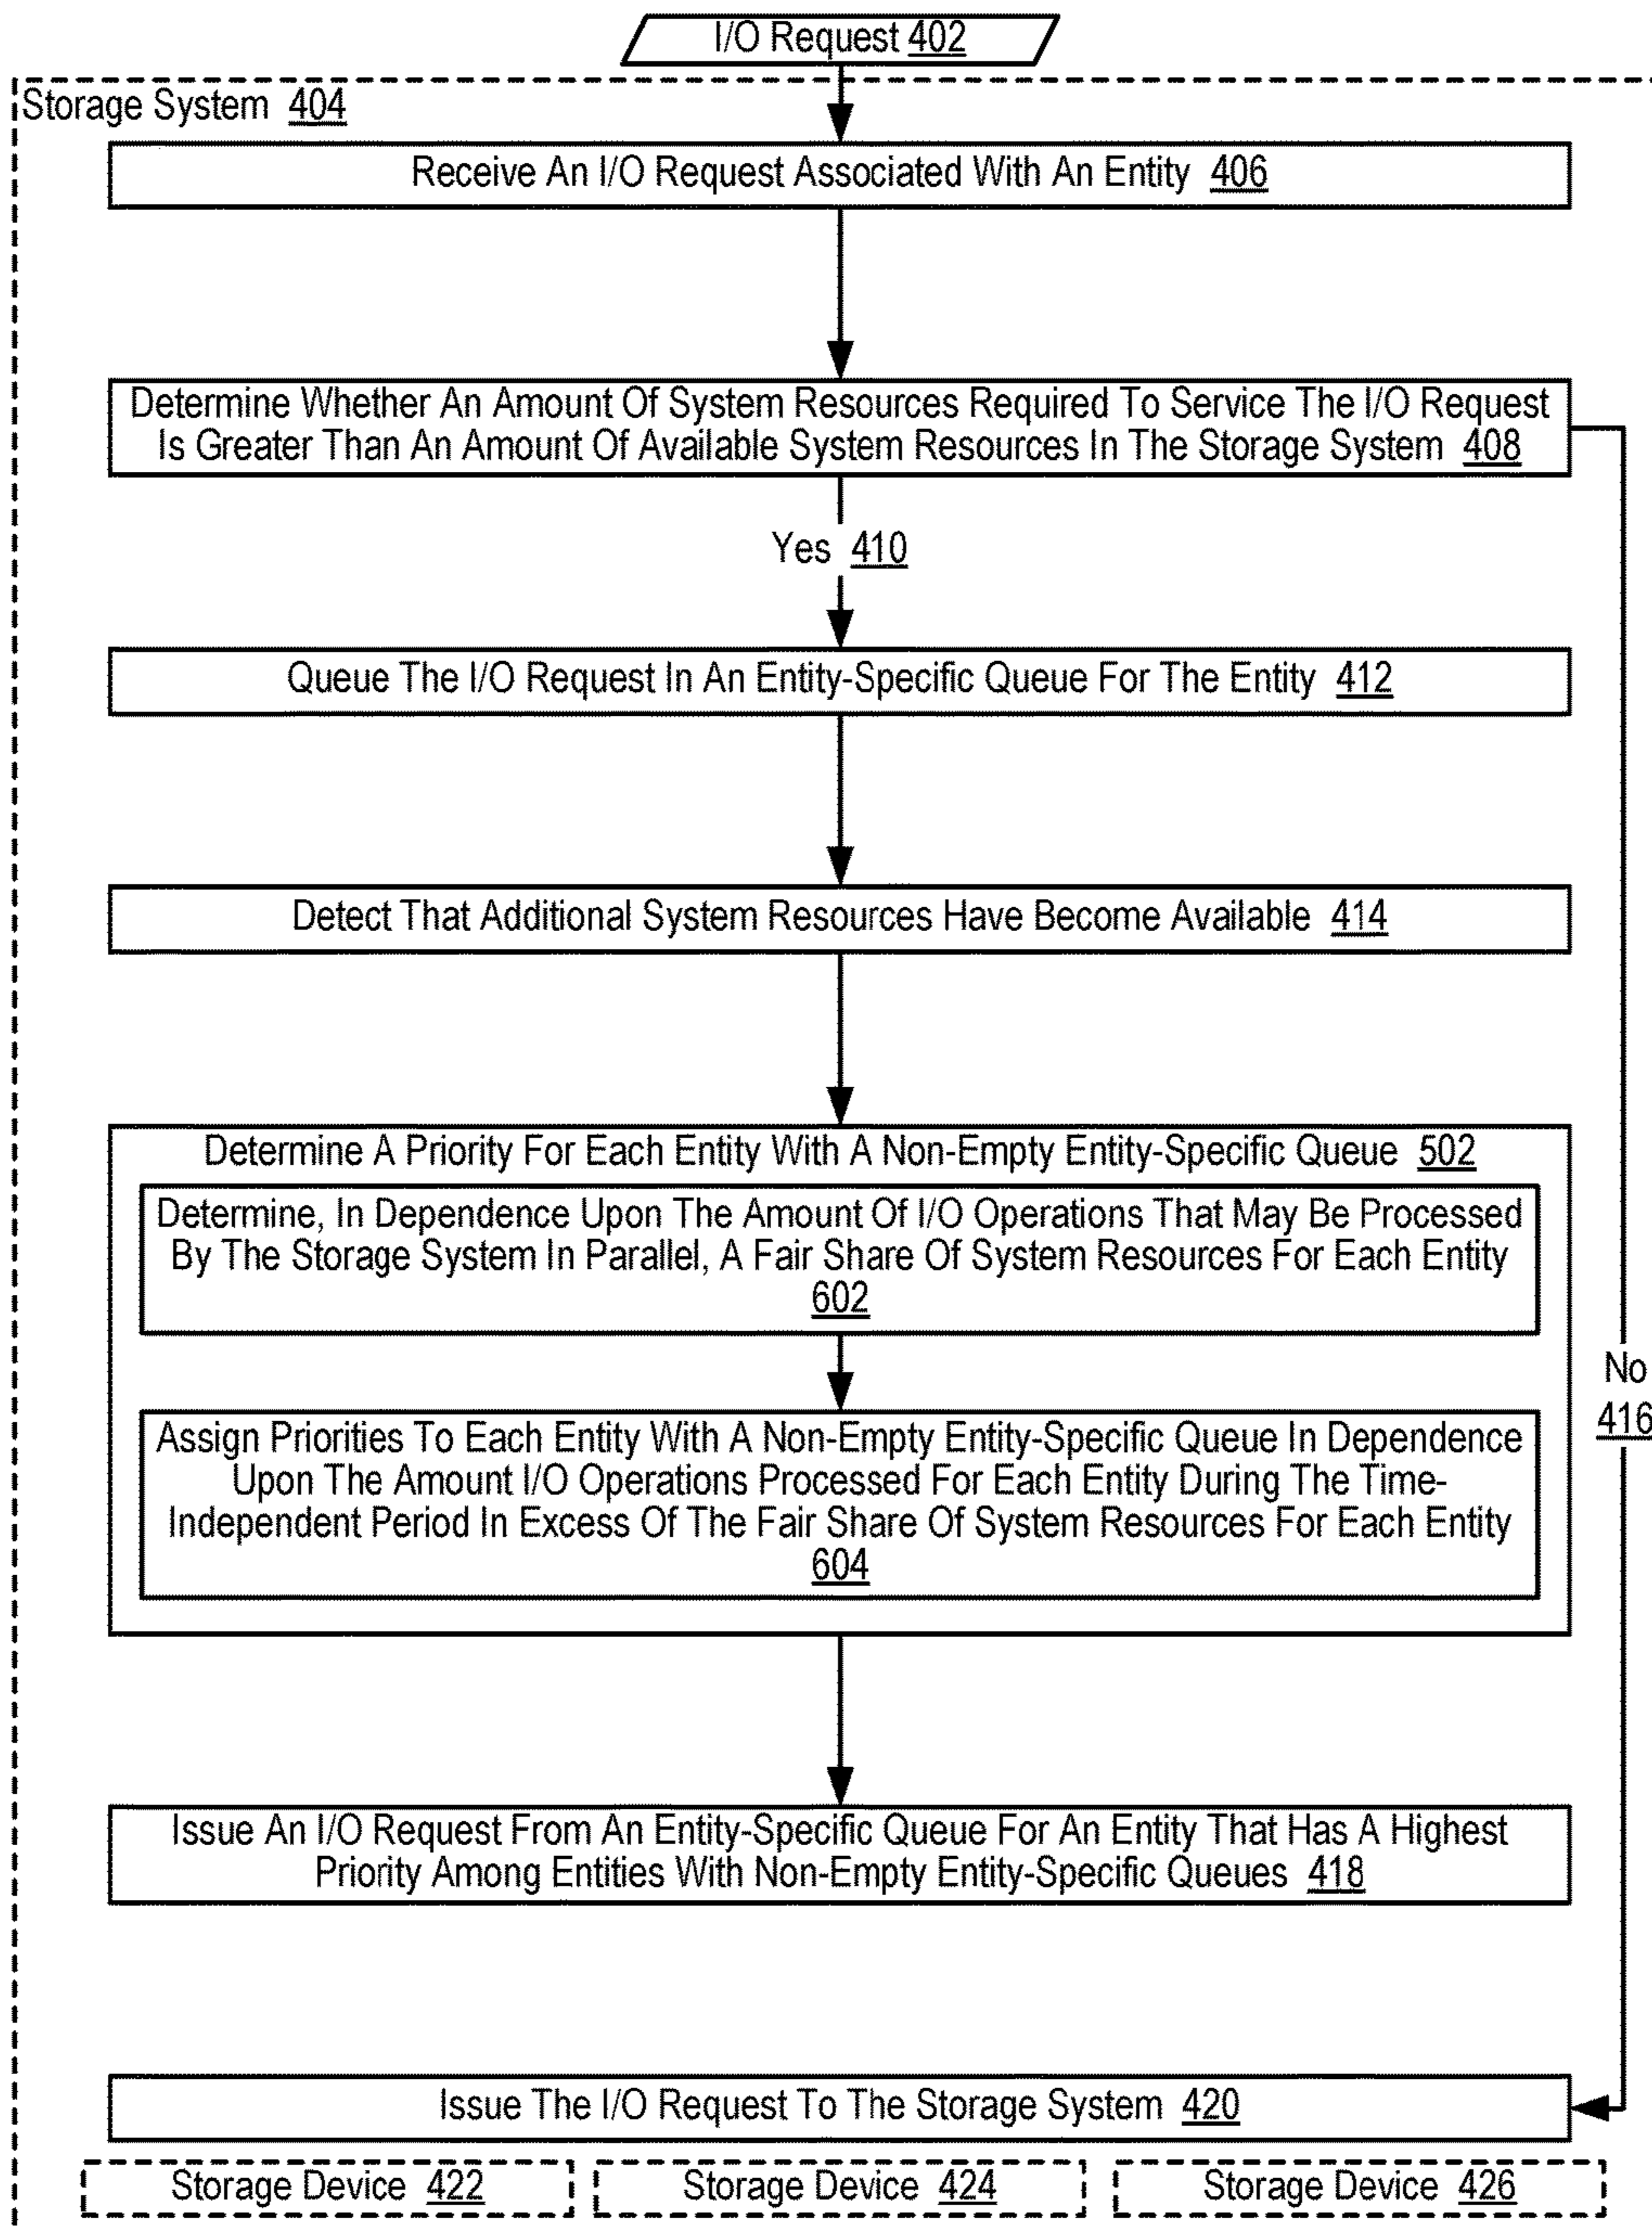 I/O Request 402
Storage System 404
Receive An I/O Request Associated With An Entity 406
Determine Whether An Amount Of System Resources Required To Service The I/O Request
Is Greater Than An Amount Of Available System Resources In The Storage System 408
Yes 410
Queue The I/O Request In An Entity-Specific Queue For The Entity 412
Detect That Additional System Resources Have Become Available 414
Determine A Priority For Each Entity With A Non-Empty Entity-Specific Queue 502
Determine, In Dependence Upon The Amount Of I/O Operations That May Be Processed
By The Storage System In Parallel, A Fair Share Of System Resources For Each Entity
602
No
416
Assign Priorities To Each Entity With A Non-Empty Entity-Specific Queue In Dependence
Upon The Amount I/O Operations Processed For Each Entity During The Time-
Independent Period In Excess Of The Fair Share Of System Resources For Each Entity
604
Issue An I/O Request From An Entity-Specific Queue For An Entity That Has A Highest
Priority Among Entities With Non-Empty Entity-Specific Queues 418
Issue The I/O Request To The Storage System 420
Storage Device 422
Storage Device 424
Storage Device 426